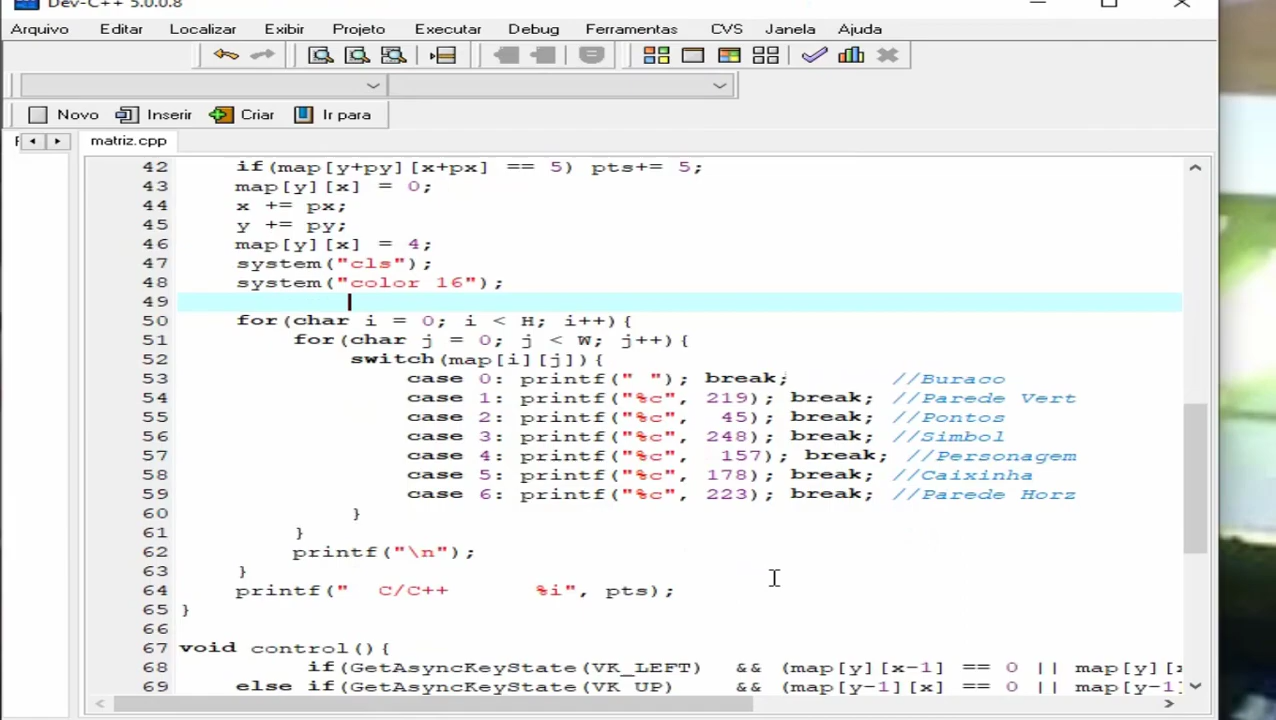 Dev-C++ 5.0.0.8
Arquivo Editar Localizar Exibir Projeto Executar Debug Ferramentas CVS Janela Ajuda
Novo Inserir Criar Ir para
matriz.cpp
42 if(map[y+py][x+px] == 5) pts+= 5;
43 map[y][x] = 0;
44 x += px;
45 y += py;
46 map[y][x] = 4;
47 system("cls");
48 system("color 16");
49
50 for(char i = 0; i < H; i++){
51 for(char j = 0; j < W; j++){
52 switch(map[i][j]){
53 case 0: printf(" "); break; //Buraco
54 case 1: printf("%c", 219); break; //Parede Vert
55 case 2: printf("%c", 45); break; //Pontos
56 case 3: printf("%c", 248); break; //Simbol
57 case 4: printf("%c", 157); break; //Personagem
58 case 5: printf("%c", 178); break; //Caixinha
59 case 6: printf("%c", 223); break; //Parede Horz
60 }
61 }
62 printf("\n");
63 }
64 printf("  C/C++      %i", pts);
65 }
66
67 void control(){
68 if(GetAsyncKeyState(VK_LEFT) && (map[y][x-1] == 0 || map[y][x
69 else if(GetAsyncKeyState(VK_UP) && (map[y-1][x] == 0 || map[y-1]